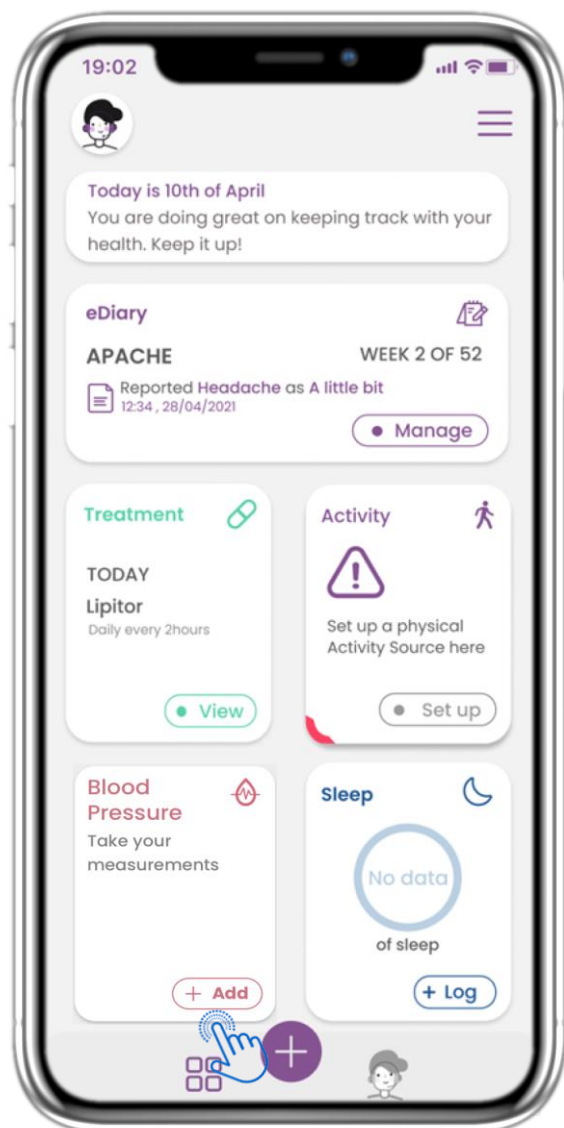 19:02
Today is 10th of April
You are doing great on keeping track with your
health. Keep it up!
eDiary
APACHE
WEEK 2 OF 52
Reported Headache as A little bit
12:34 , 28/04/2021
Manage
Treatment
TODAY
Lipitor
Daily every 2hours
View
Activity
Set up a physical
Activity Source here
Set up
Blood
Pressure
Take your
measurements
+ Add
Sleep
No data
of sleep
+ Log